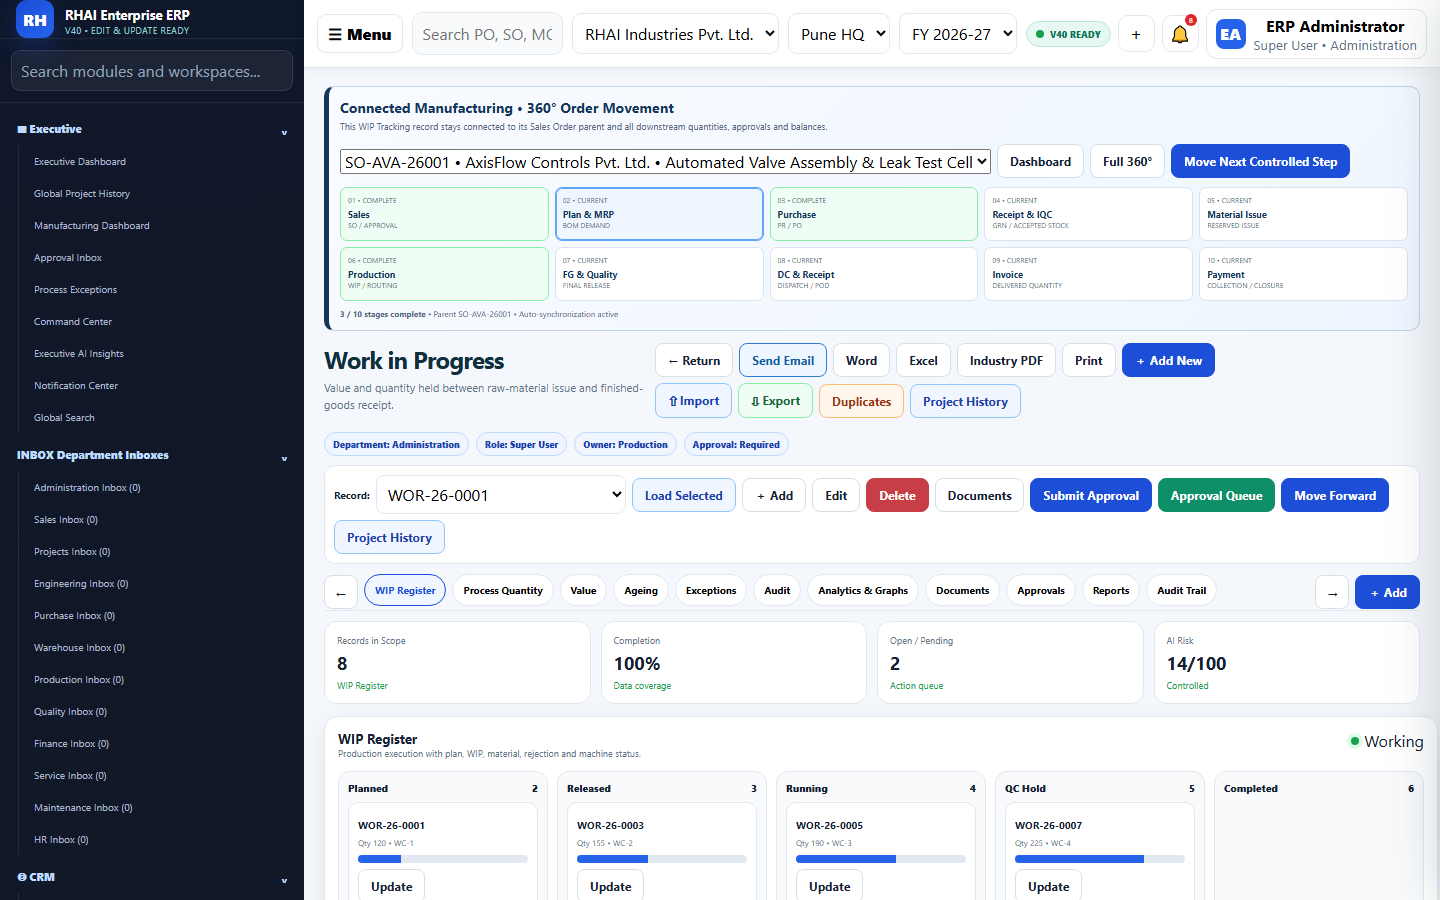 RH
RHAI Enterprise ERP
V40 • EDIT & UPDATE READY
Search modules and workspaces...
Executive
Executive Dashboard
Global Project History
Manufacturing Dashboard
Approval Inbox
Process Exceptions
Command Center
Executive AI Insights
Notification Center
Global Search
INBOX Department Inboxes
Administration Inbox (0)
Sales Inbox (0)
Projects Inbox (0)
Engineering Inbox (0)
Purchase Inbox (0)
Warehouse Inbox (0)
Production Inbox (0)
Quality Inbox (0)
Finance Inbox (0)
Service Inbox (0)
Maintenance Inbox (0)
HR Inbox (0)
CRM
☰ Menu
Search PO, SO, MC
RHAI Industries Pvt. Ltd.
Pune HQ
FY 2026-27
V40 READY
+
8
EA
ERP Administrator
Super User • Administration
Connected Manufacturing • 360° Order Movement
This WIP Tracking record stays connected to its Sales Order parent and all downstream quantities, approvals and balances.
SO-AVA-26001 • AxisFlow Controls Pvt. Ltd. • Automated Valve Assembly & Leak Test Cell
Dashboard
Full 360°
Move Next Controlled Step
01 • COMPLETE
Sales
SO / APPROVAL
02 • CURRENT
Plan & MRP
BOM DEMAND
03 • COMPLETE
Purchase
PR / PO
04 • CURRENT
Receipt & IQC
GRN / ACCEPTED STOCK
05 • CURRENT
Material Issue
RESERVED ISSUE
06 • COMPLETE
Production
WIP / ROUTING
07 • CURRENT
FG & Quality
FINAL RELEASE
08 • CURRENT
DC & Receipt
DISPATCH / POD
09 • CURRENT
Invoice
DELIVERED QUANTITY
10 • CURRENT
Payment
COLLECTION / CLOSURE
3 / 10 stages complete • Parent SO-AVA-26001 • Auto-synchronization active
Work in Progress
Value and quantity held between raw-material issue and finished-
goods receipt.
← Return
Send Email
Word
Excel
Industry PDF
Print
+ Add New
⇧ Import
⇩ Export
Duplicates
Project History
Department: Administration
Role: Super User
Owner: Production
Approval: Required
Record:
WOR-26-0001
Load Selected
+ Add
Edit
Delete
Documents
Submit Approval
Approval Queue
Move Forward
Project History
←
WIP Register
Process Quantity
Value
Ageing
Exceptions
Audit
Analytics & Graphs
Documents
Approvals
Reports
Audit Trail
→
+ Add
Records in Scope
8
WIP Register
Completion
100%
Data coverage
Open / Pending
2
Action queue
AI Risk
14/100
Controlled
WIP Register
Production execution with plan, WIP, material, rejection and machine status.
Working
Planned 2
WOR-26-0001
Qty 120 • WC-1
Update
Released 3
WOR-26-0003
Qty 155 • WC-2
Update
Running 4
WOR-26-0005
Qty 190 • WC-3
Update
QC Hold 5
WOR-26-0007
Qty 225 • WC-4
Update
Completed 6